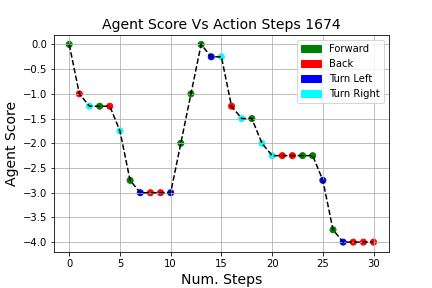 Agent Score Vs Action Steps 1674
Agent Score
0.0
−0.5
−1.0
−1.5
−2.0
−2.5
−3.0
−3.5
−4.0
Forward
Back
Turn Left
Turn Right
0 5 10 15 20 25 30
Num. Steps